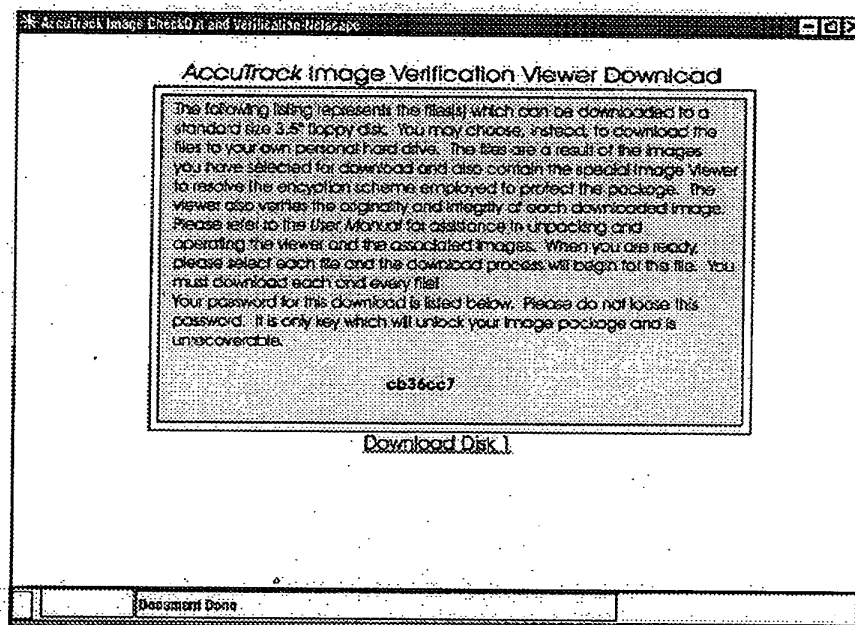 AccuTrack Image CheckOut and Verification-Netscape
AccuTrack Image Verification Viewer Download
The following listing represents the file(s) which can be downloaded to a
standard size 3.5" floppy disk. You may choose, instead, to download the
files to your own personal hard drive. The files are a result of the images
you have selected for download and also contain the special Image Viewer
to resolve the encryption scheme employed to protect the package. The
viewer also verifies the originality and integrity of each downloaded image.
Please refer to the User Manual for assistance in unpacking and
operating the viewer and the associated images. When you are ready,
please select each file and the download process will begin for the file. You
must download each and every file!
Your password for this download is listed below. Please do not loose this
password. It is only key which will unlock your image package and is
unrecoverable.
cb36cc7
Download Disk 1
Document Done